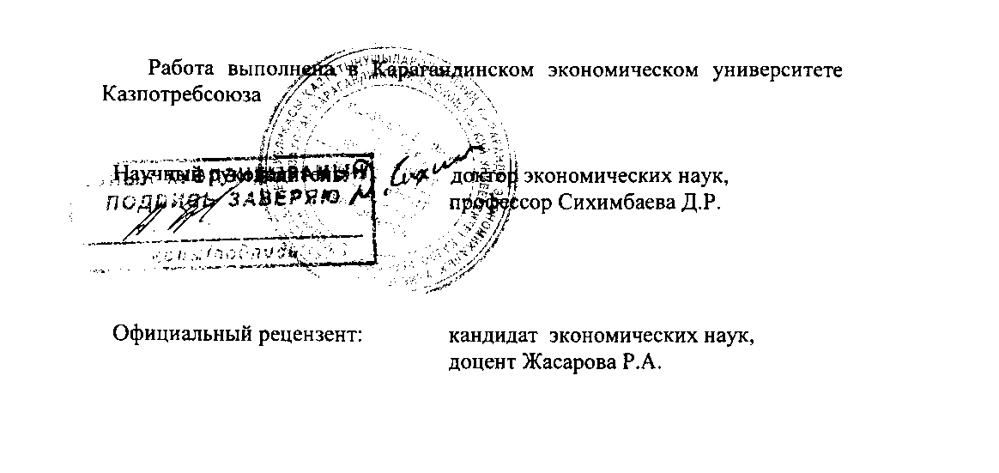 Работа выполнена в Карагандинском экономическом университете
Казпотребсоюза
Научный руководитель:
доктор экономических наук,
ПОДПИСЬ ЗАВЕРЯЮ
профессор Сихимбаева Д.Р.
Официальный рецензент:
кандидат экономических наук,
доцент Жасарова Р.А.